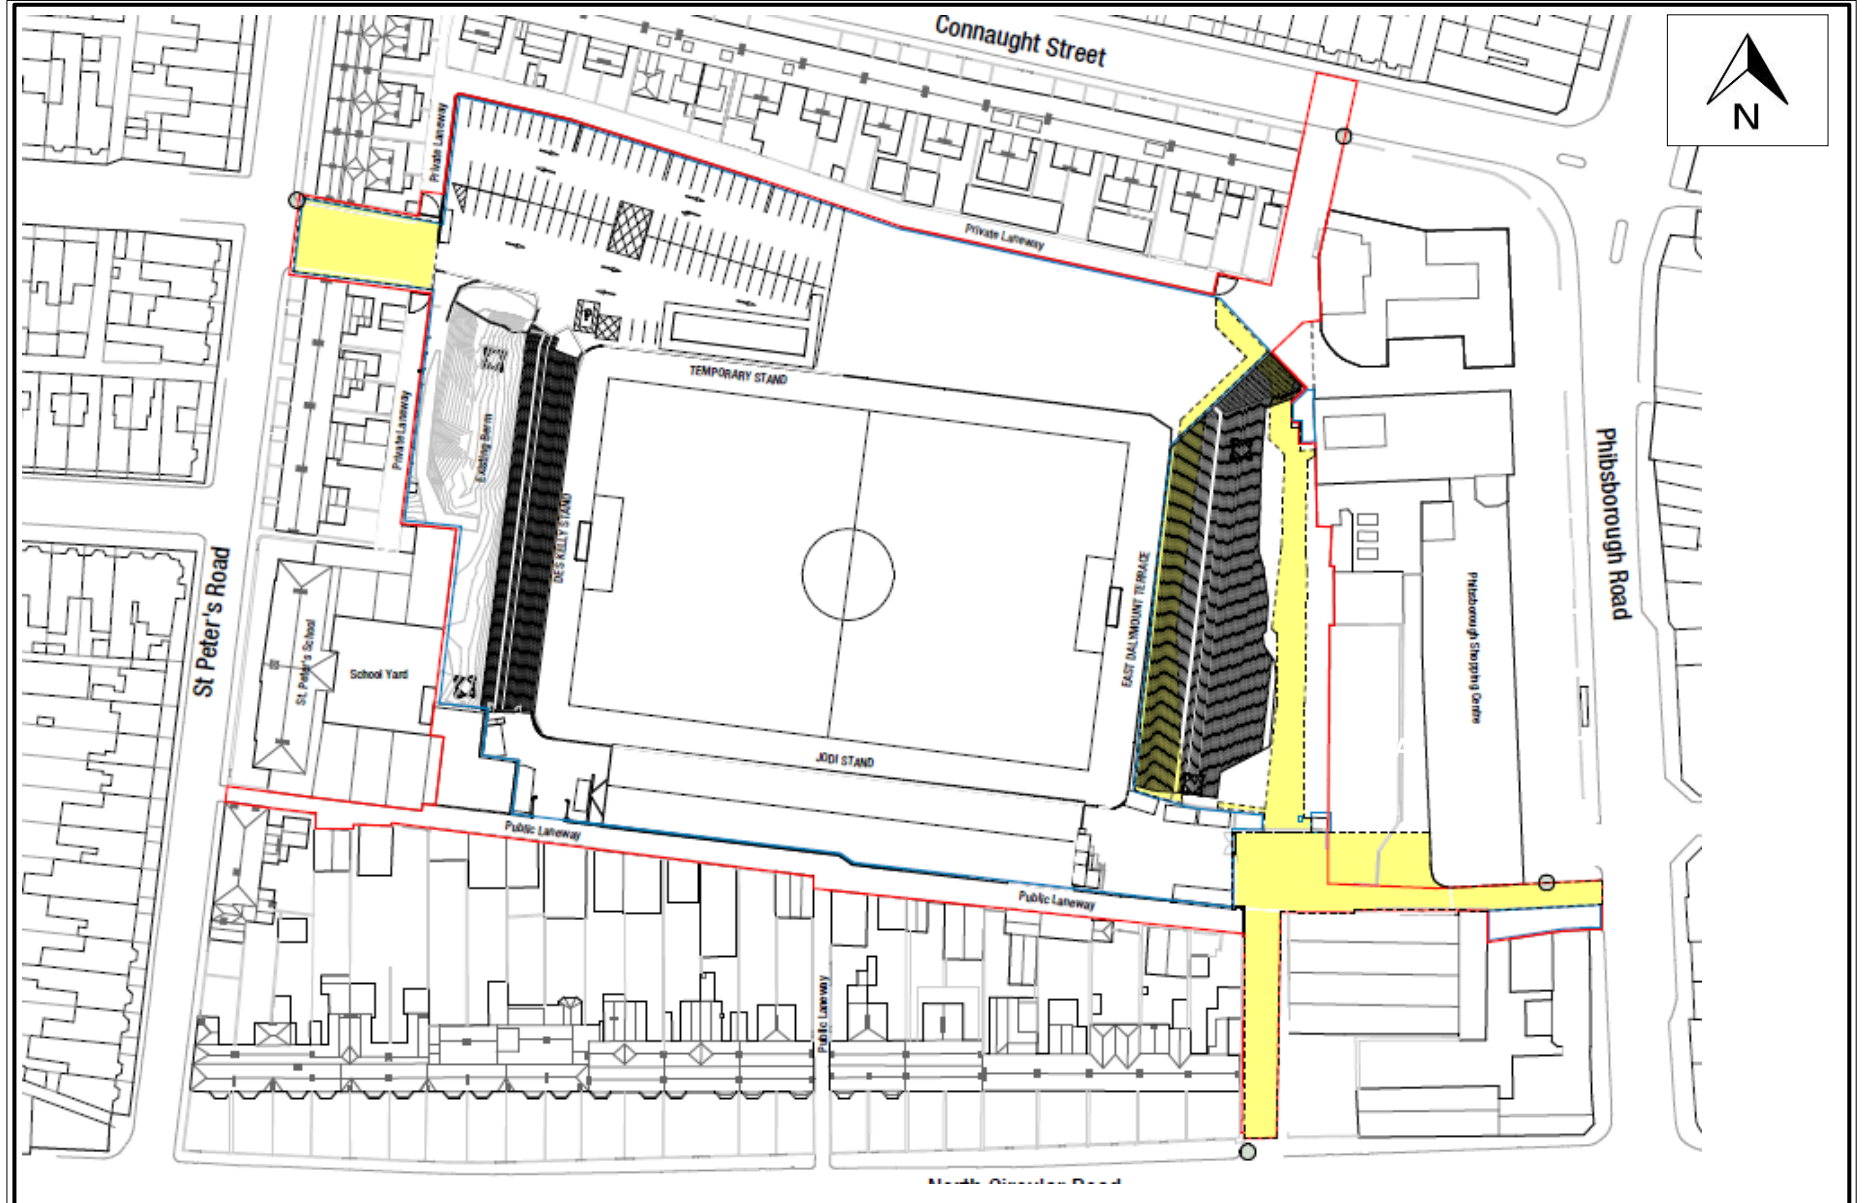 Connaught Street
N
Private Laneway
Private Laneway
P
TEMPORARY STAND
Private Laneway
Existing Berm
DES KELLY STAND
EAST DALYMOUNT TERRACE
Phibsborough Road
Phibsborough Shopping Centre
St Peter's Road
St. Peter's School
School Yard
JODI STAND
Public Laneway
Public Laneway
Public Laneway
North Circular Road